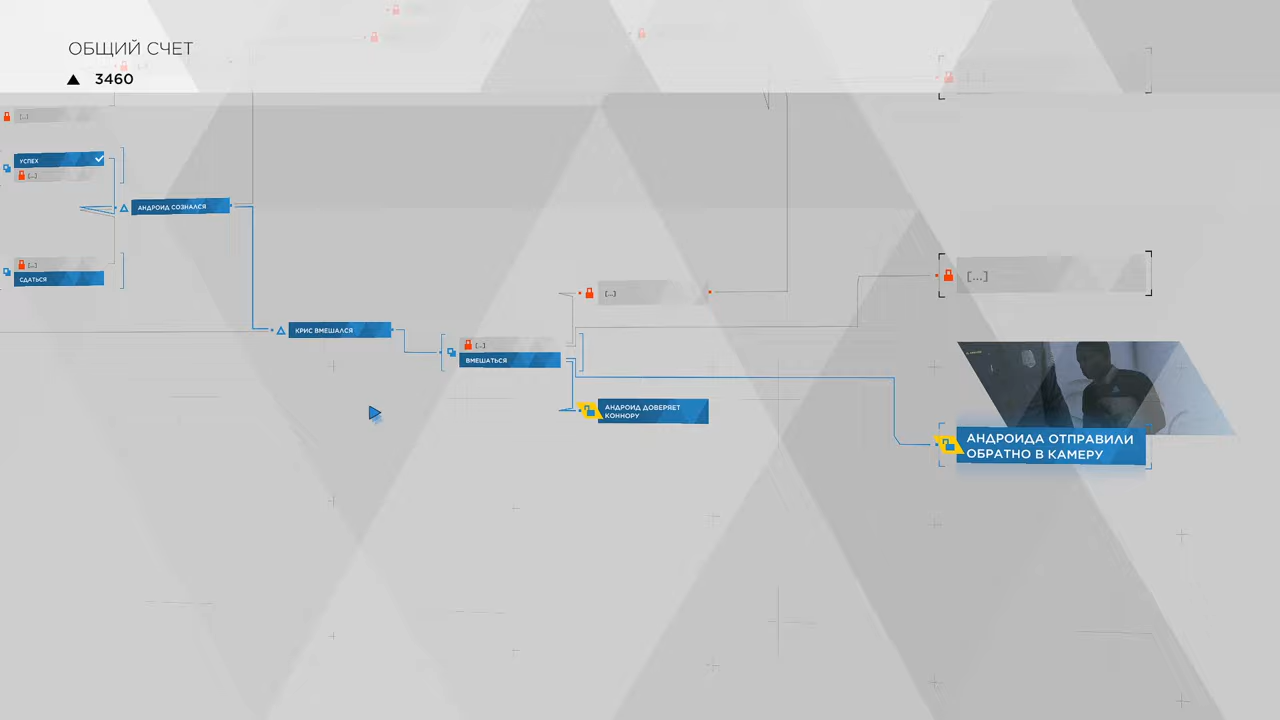 ОБЩИЙ СЧЕТ
3460
[...]
УСПЕХ
[...]
АНДРОИД СОЗНАЛСЯ
[...]
СДАТЬСЯ
КРИС ВМЕШАЛСЯ
[...]
ВМЕШАТЬСЯ
[...]
АНДРОИД ДОВЕРЯЕТ
КОННОРУ
[...]
АНДРОИДА ОТПРАВИЛИ
ОБРАТНО В КАМЕРУ